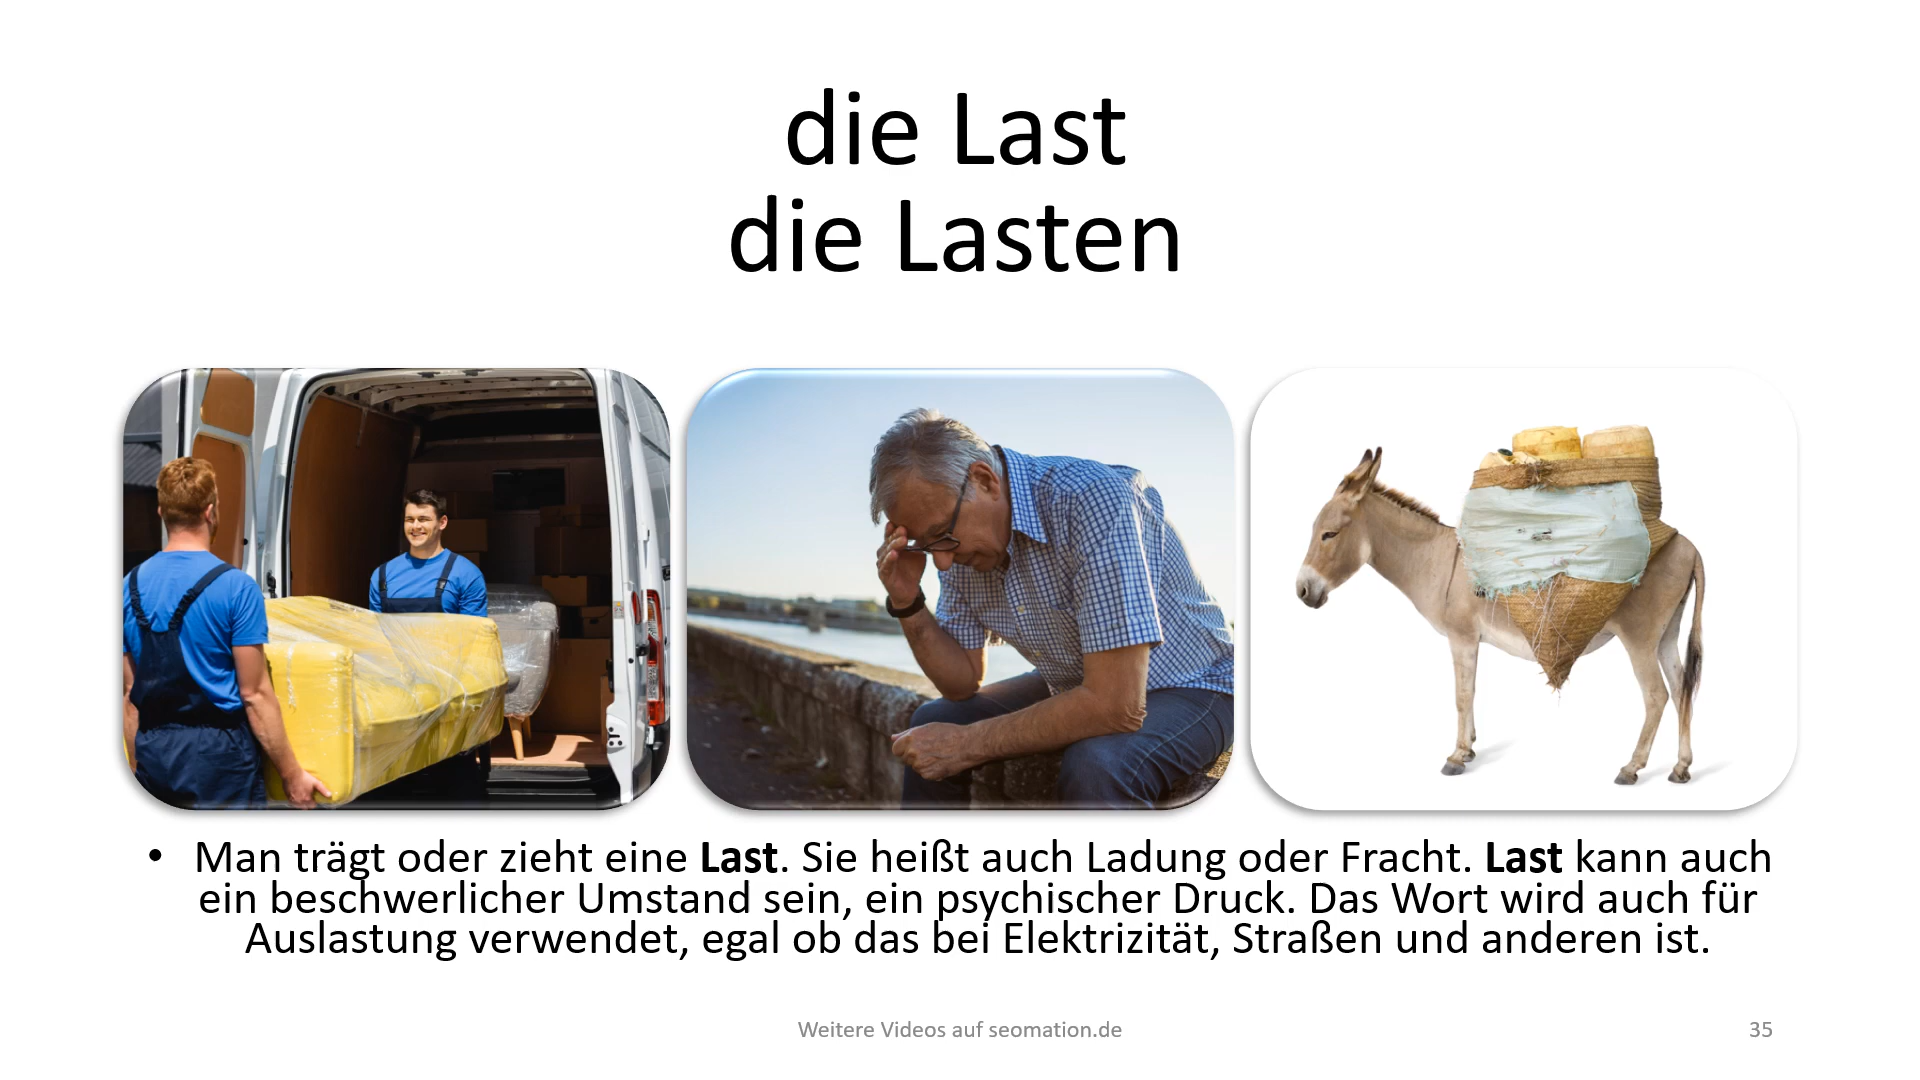 die Last
die Lasten
• Man trägt oder zieht eine Last. Sie heißt auch Ladung oder Fracht. Last kann auch
ein beschwerlicher Umstand sein, ein psychischer Druck. Das Wort wird auch für
Auslastung verwendet, egal ob das bei Elektrizität, Straßen und anderen ist.
Weitere Videos auf seomation.de
35